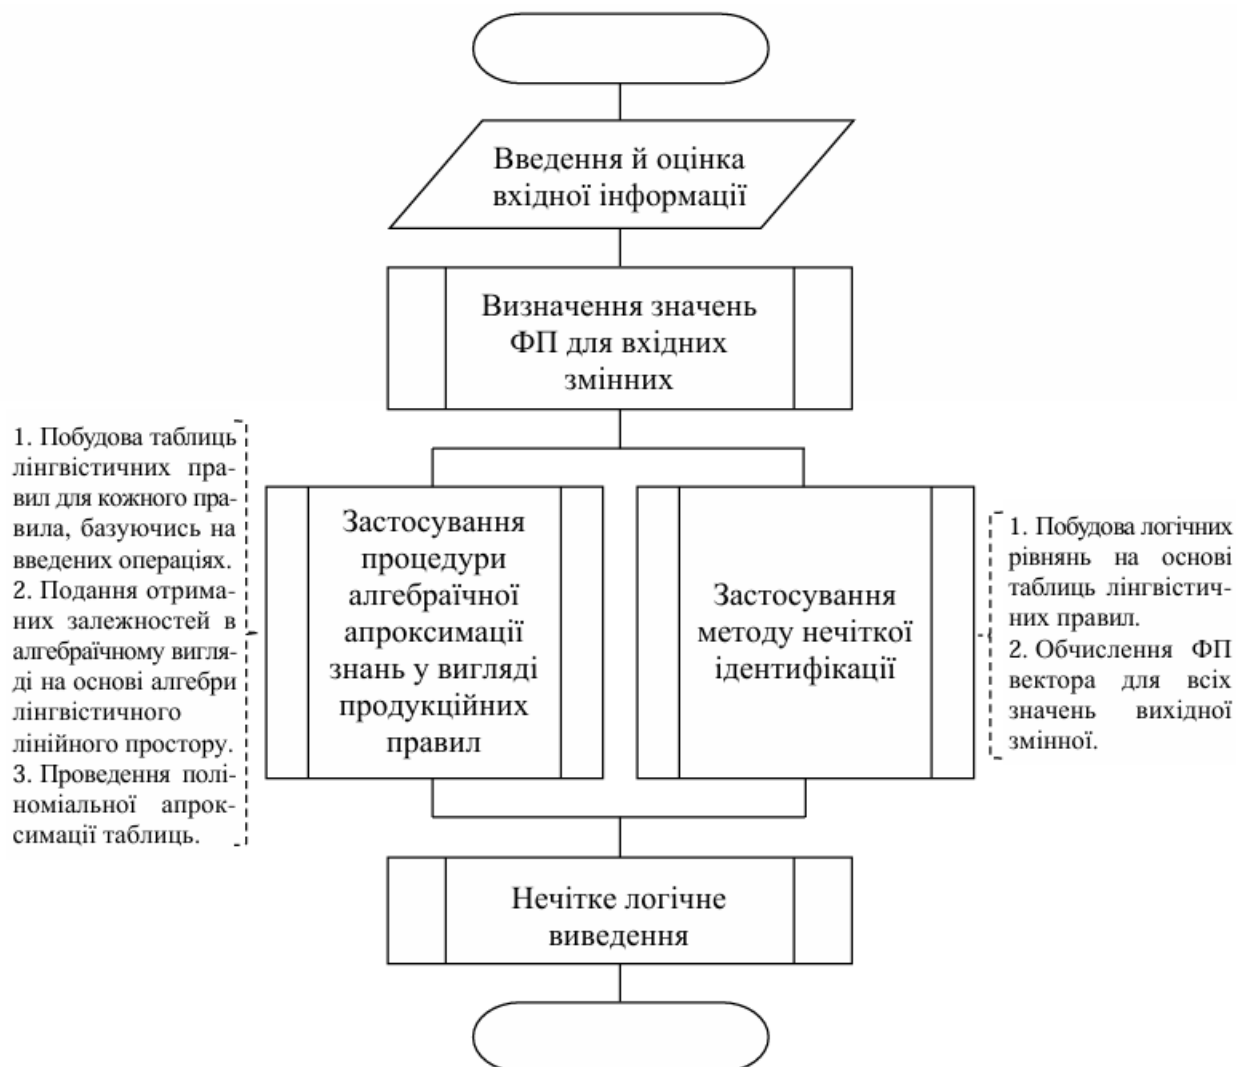 Введення й оцінка
вхідної інформації
Визначення значень
ФП для вхідних
змінних
1. Побудова таблиць
лінгвістичних пра-
вил для кожного пра-
вила, базуючись на
введених операціях.
2. Подання отрима-
них залежностей в
алгебраїчному вигля-
ді на основі алгебри
лінгвістичного
лінійного простору.
3. Проведення полі-
номіальної апрок-
симації таблиць.
Застосування
процедури
алгебраїчної
апроксимації
знань у вигляді
продукційних
правил
Застосування
методу нечіткої
ідентифікації
1. Побудова логічних
рівнянь на основі
таблиць лінгвістич-
них правил.
2. Обчислення ФП
вектора для всіх
значень вихідної
змінної.
Нечітке логічне
виведення